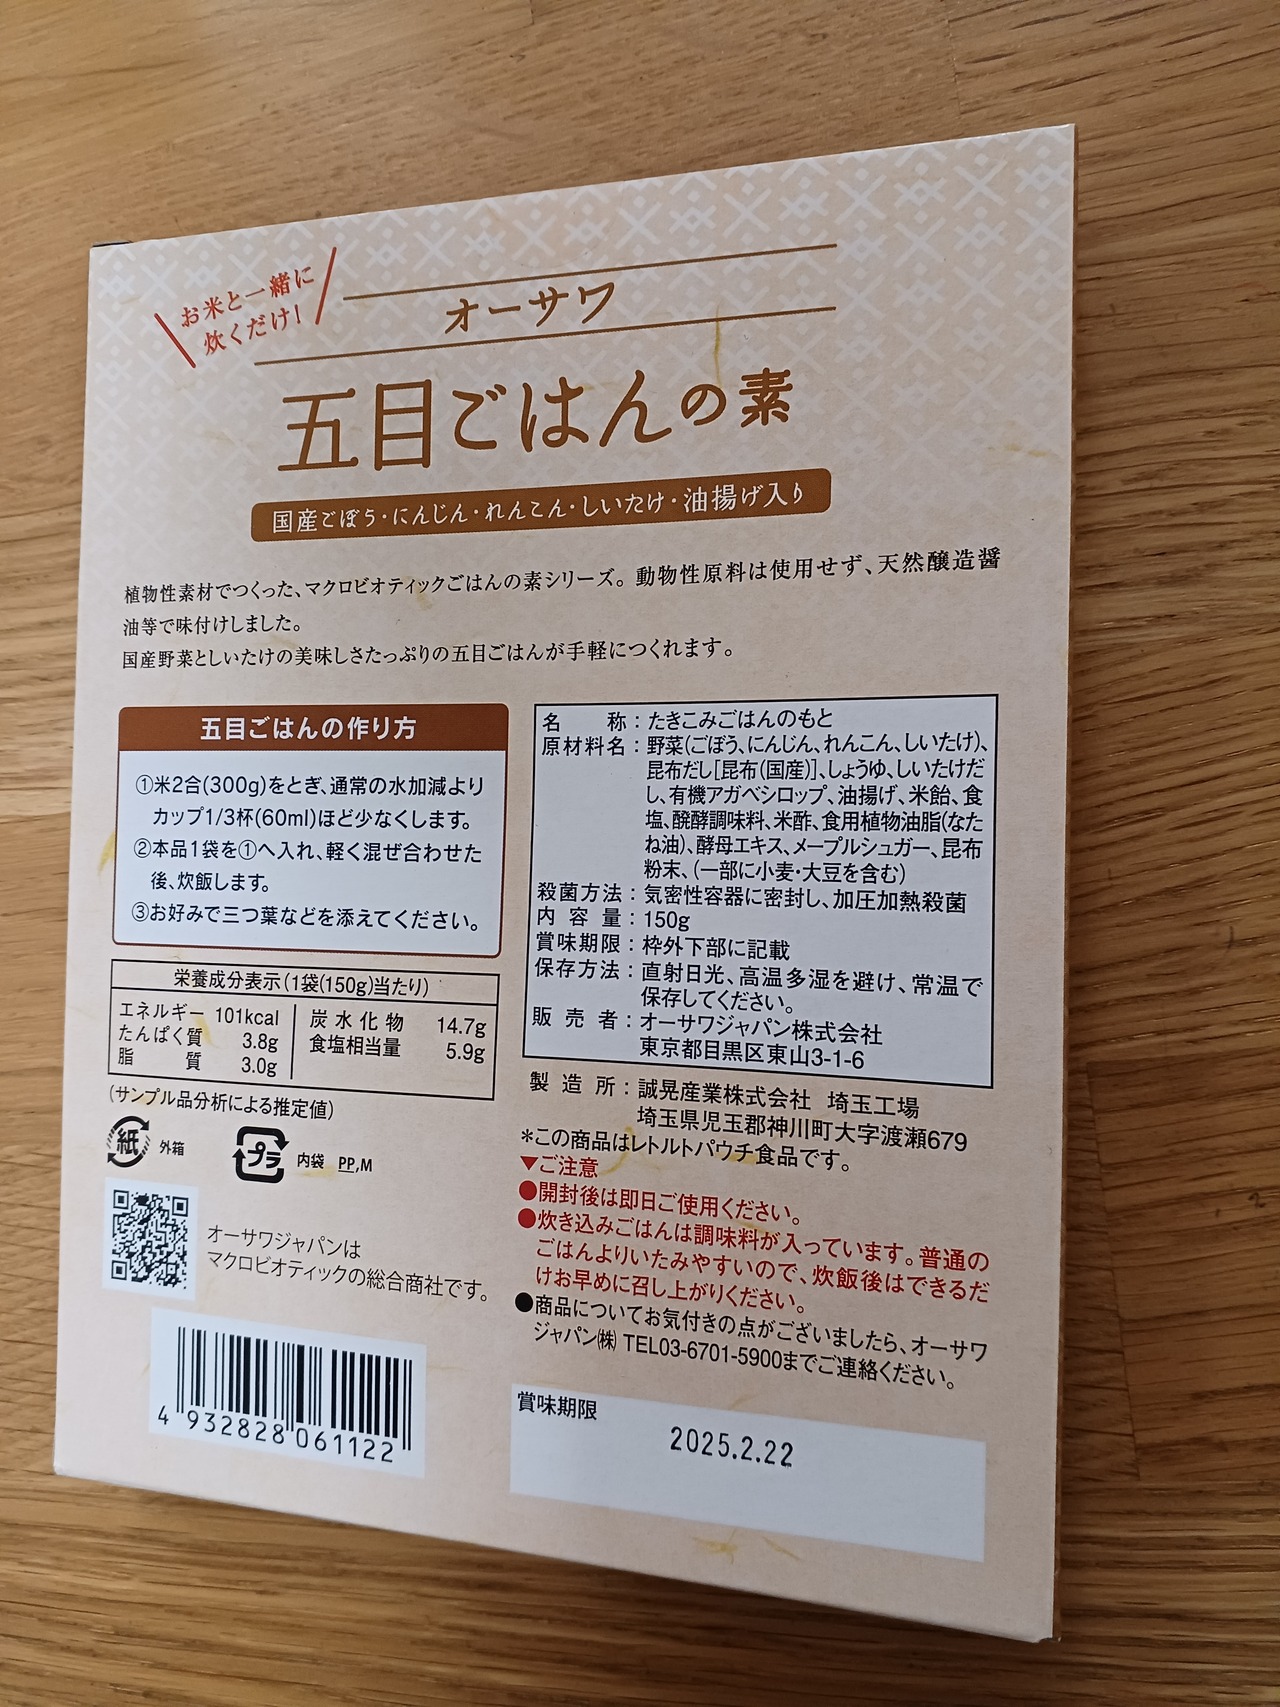 お米と一緒に
炊くだけ!
オーサワ
五目ごはんの素
国産ごぼう・にんじん・れんこん・しいたけ・油揚げ入り
植物性素材でつくった、マクロビオティックごはんの素シリーズ。動物性原料は使用せず、天然醸造醤
油等で味付けしました。
国産野菜としいたけの美味しさたっぷりの五目ごはんが手軽につくれます。
五目ごはんの作り方
①米2合(300g)をとぎ、通常の水加減より
カップ1/3杯(60ml)ほど少なくします。
②本品1袋を①へ入れ、軽く混ぜ合わせた
後、炊飯します。
③お好みで三つ葉などを添えてください。
栄養成分表示(1袋(150g)当たり)
エネルギー 101kcal
たんぱく質 3.8g
脂質 3.0g
炭水化物 14.7g
食塩相当量 5.9g
(サンプル品分析による推定値)
紙 外箱
プラ 内袋 PP,M
オーサワジャパンは
マクロビオティックの総合商社です。
4 932828 061122
名称:たきこみごはんのもと
原材料名:野菜(ごぼう、にんじん、れんこん、しいたけ)、
昆布だし[昆布(国産)]、しょうゆ、しいたけだ
し、有機アガベシロップ、油揚げ、米飴、食
塩、醗酵調味料、米酢、食用植物油脂(なた
ね油)、酵母エキス、メープルシュガー、昆布
粉末、(一部に小麦・大豆を含む)
殺菌方法:気密性容器に密封し、加圧加熱殺菌
内容量:150g
賞味期限:枠外下部に記載
保存方法:直射日光、高温多湿を避け、常温で
保存してください。
販売者:オーサワジャパン株式会社
東京都目黒区東山3-1-6
製造所:誠晃産業株式会社 埼玉工場
埼玉県児玉郡神川町大字渡瀬679
*この商品はレトルトパウチ食品です。
▼ご注意
●開封後は即日ご使用ください。
●炊き込みごはんは調味料が入っています。普通の
ごはんよりいたみやすいので、炊飯後はできるだ
けお早めに召し上がりください。
●商品についてお気付きの点がございましたら、オーサワ
ジャパン㈱ TEL03-6701-5900までご連絡ください。
賞味期限
2025.2.22